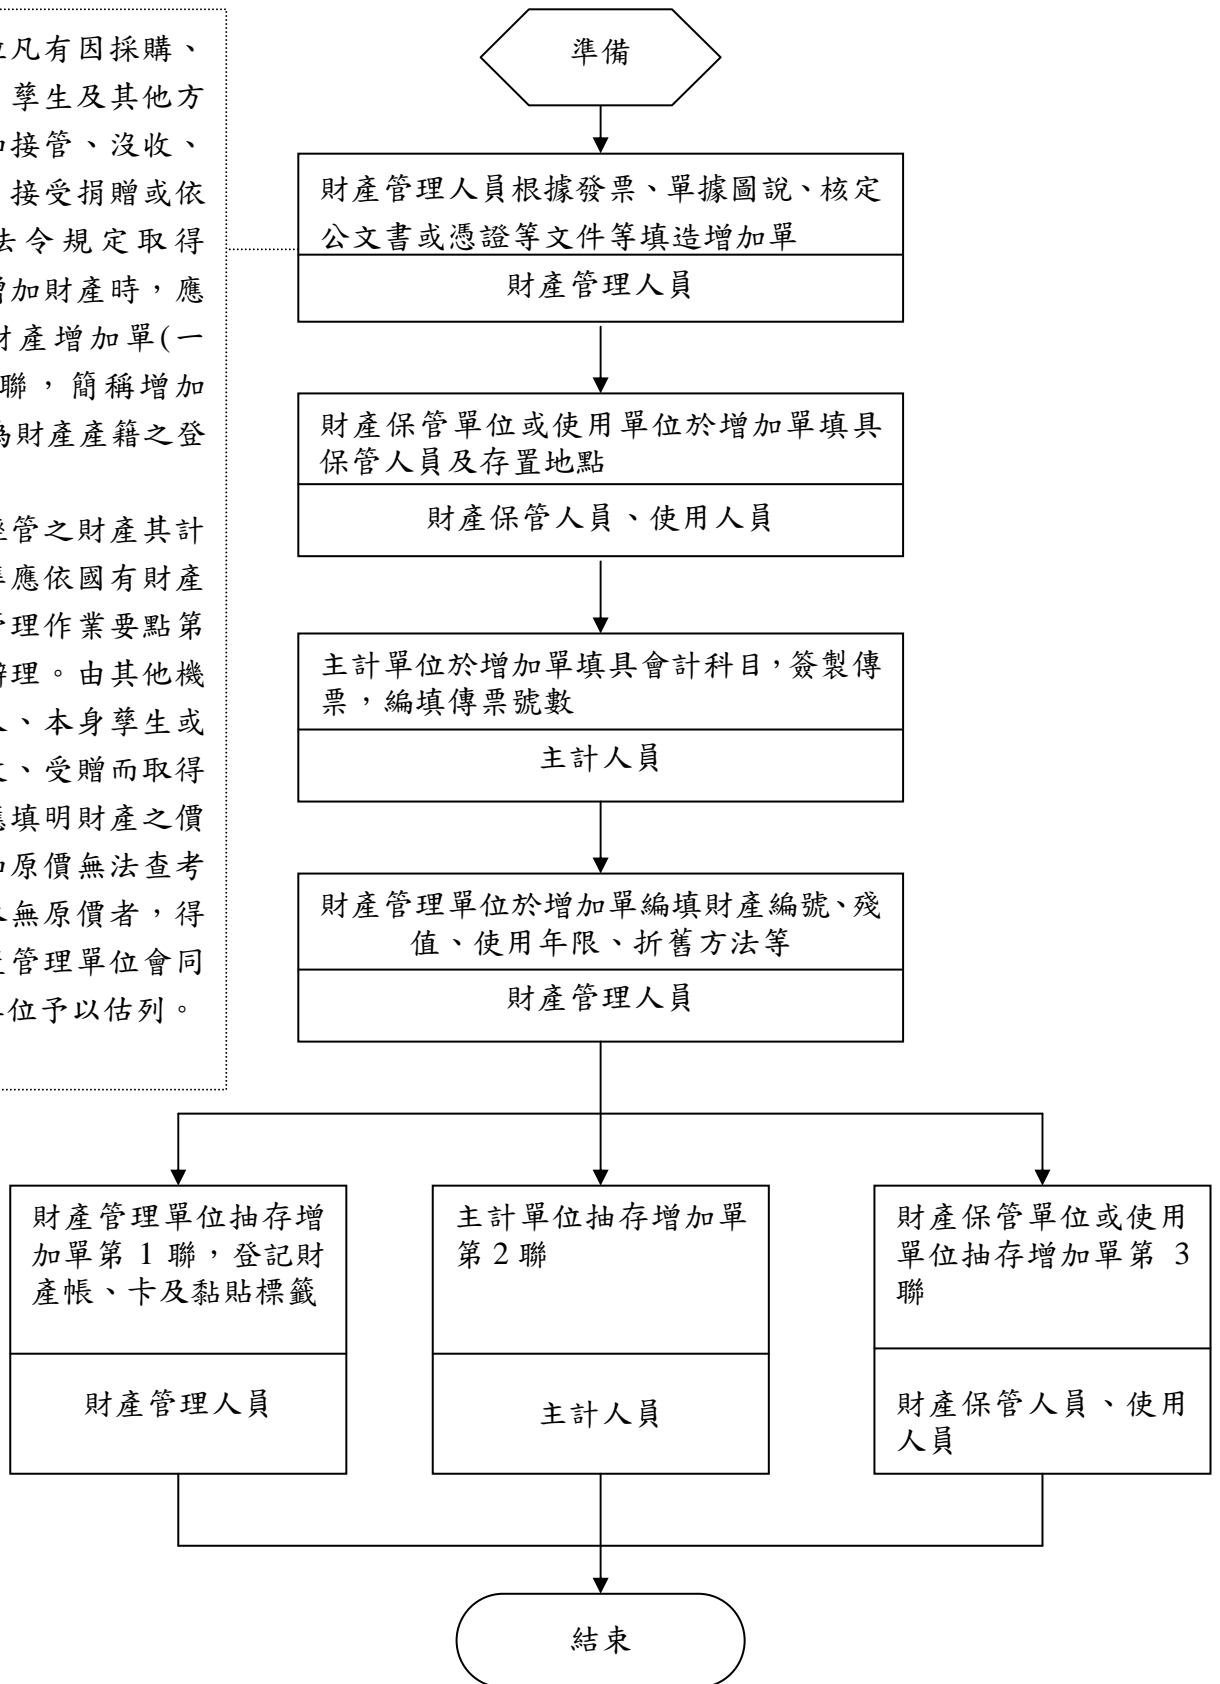 準備
位凡有因採購、
、孳生及其他方
如接管、沒收、
、接受捐贈或依
法令規定取得
增加財產時，應
財產增加單(一
聯，簡稱增加
為財產產籍之登
經管之財產其計
準應依國有財產
管理作業要點第
辦理。由其他機
入、本身孳生或
收、受贈而取得
應填明財產之價
如原價無法查考
本無原價者，得
產管理單位會同
單位予以估列。
財產管理人員根據發票、單據圖說、核定
公文書或憑證等文件等填造增加單
財產管理人員
財產保管單位或使用單位於增加單填具
保管人員及存置地點
財產保管人員、使用人員
主計單位於增加單填具會計科目，簽製傳
票，編填傳票號數
主計人員
財產管理單位於增加單編填財產編號、殘
值、使用年限、折舊方法等
財產管理人員
財產管理單位抽存增
加單第 1 聯，登記財
產帳、卡及黏貼標籤
財產管理人員
主計單位抽存增加單
第 2 聯
主計人員
財產保管單位或使用
單位抽存增加單第 3
聯
財產保管人員、使用
人員
結束